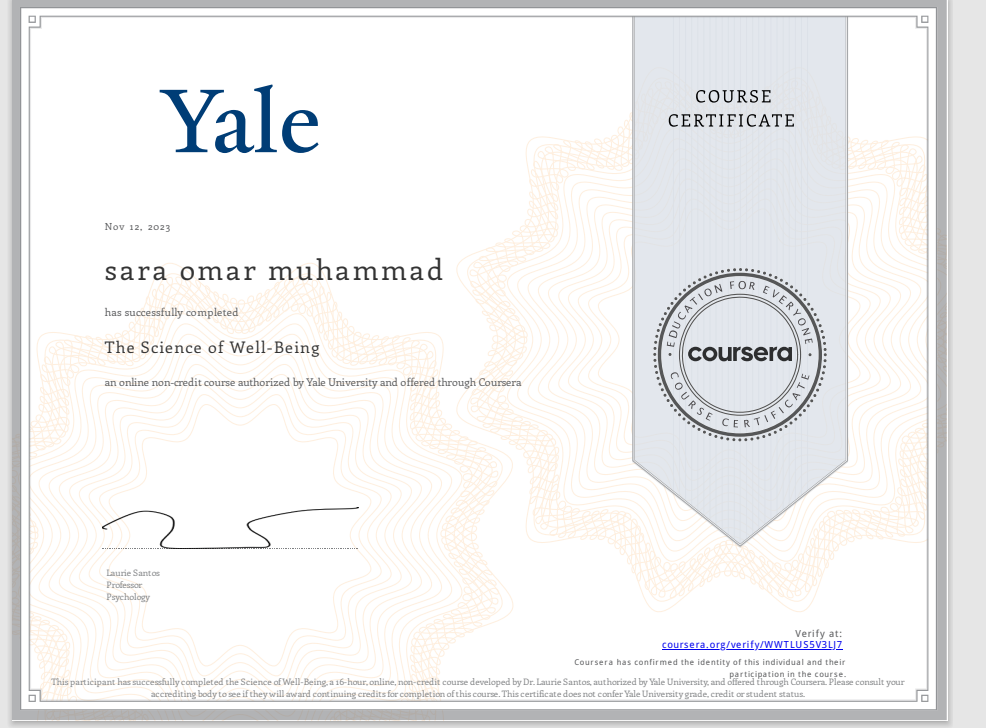 Yale
COURSE
CERTIFICATE
Nov 12, 2023
sara omar muhammad
has successfully completed
The Science of Well-Being
an online non-credit course authorized by Yale University and offered through Coursera
EDUCATION FOR EVERYONE
coursera
COURSE CERTIFICATE
Laurie Santos
Professor
Psychology
Verify at:
coursera.org/verify/WWTLUS5V3LJ7
Coursera has confirmed the identity of this individual and their
participation in the course.
This participant has successfully completed the Science of Well-Being, a 16-hour, online, non-credit course developed by Dr. Laurie Santos, authorized by Yale University, and offered through Coursera. Please consult your
accrediting body to see if they will award continuing credits for completion of this course. This certificate does not confer Yale University grade, credit or student status.